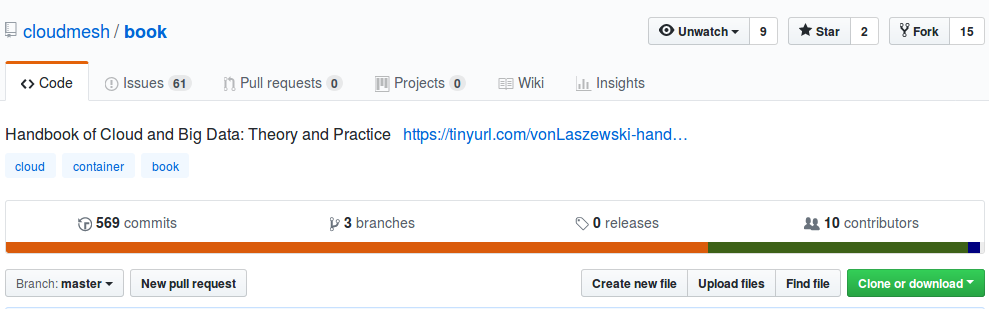 cloudmesh / book Unwatch 9 Star 2 Fork 15
Code Issues 61 Pull requests 0 Projects 0 Wiki Insights
Handbook of Cloud and Big Data: Theory and Practice https://tinyurl.com/vonLaszewski-hand…
cloud container book
569 commits 3 branches 0 releases 10 contributors
Branch: master New pull request Create new file Upload files Find file Clone or download